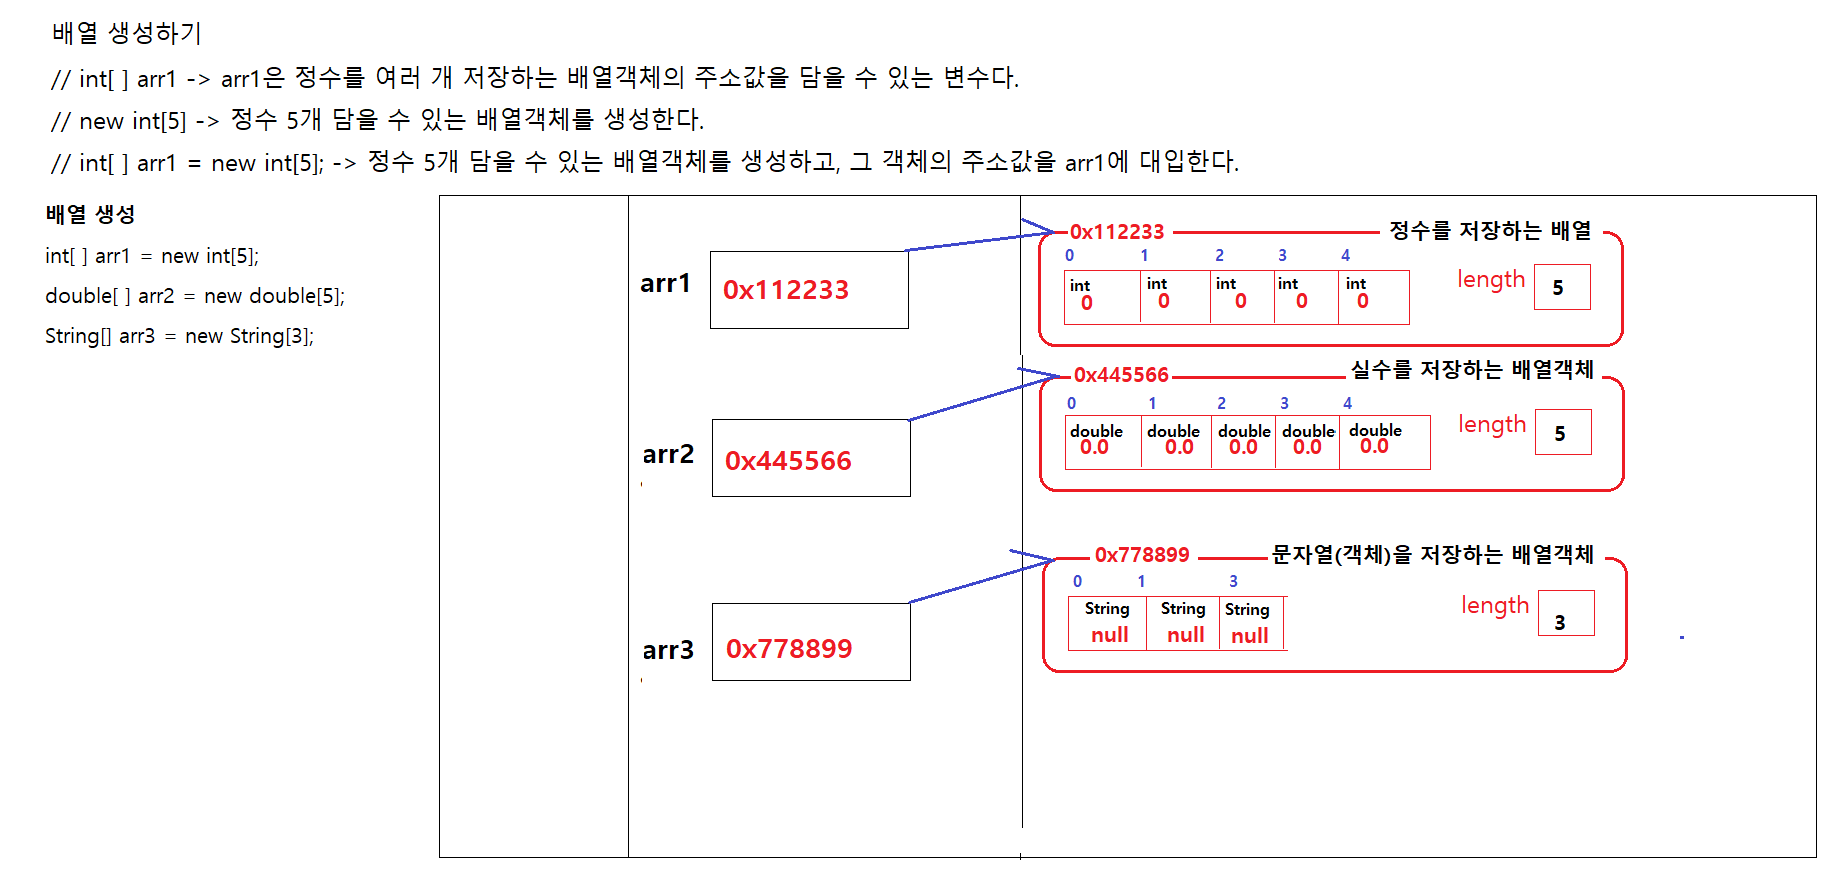 배열 생성하기
// int[ ] arr1 -> arr1은 정수를 여러 개 저장하는 배열객체의 주소값을 담을 수 있는 변수다.
// new int[5] -> 정수 5개 담을 수 있는 배열객체를 생성한다.
// int[ ] arr1 = new int[5]; -> 정수 5개 담을 수 있는 배열객체를 생성하고, 그 객체의 주소값을 arr1에 대입한다.
배열 생성
int[ ] arr1 = new int[5];
double[ ] arr2 = new double[5];
String[] arr3 = new String[3];
arr1
0x112233
0x112233
정수를 저장하는 배열
0 1 2 3 4
int int int int int
0 0 0 0 0
length 5
arr2
0x445566
0x445566
실수를 저장하는 배열객체
0 1 2 3 4
double double double double double
0.0 0.0 0.0 0.0 0.0
length 5
arr3
0x778899
0x778899
문자열(객체)을 저장하는 배열객체
0 1 3
String String String
null null null
length 3